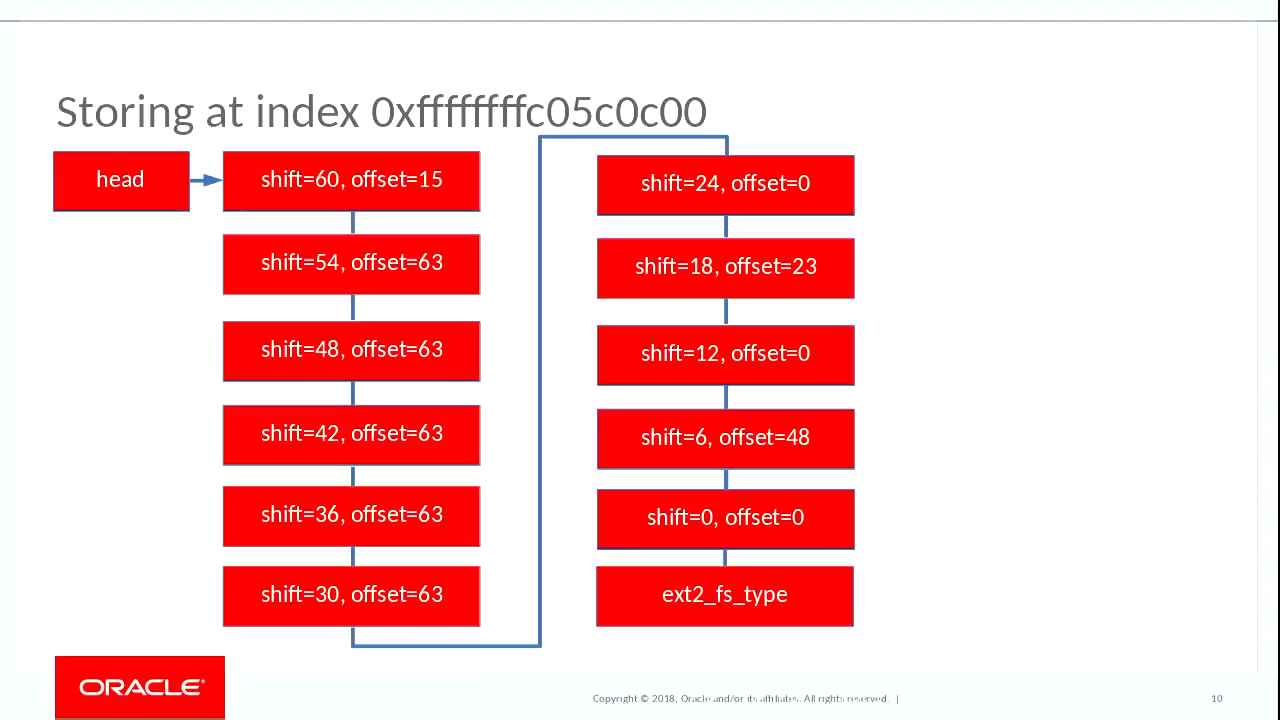 Storing at index 0xffffffffc05c0c00
head
shift=60, offset=15
shift=54, offset=63
shift=48, offset=63
shift=42, offset=63
shift=36, offset=63
shift=30, offset=63
shift=24, offset=0
shift=18, offset=23
shift=12, offset=0
shift=6, offset=48
shift=0, offset=0
ext2_fs_type
ORACLE®
Copyright © 2018, Oracle and/or its affiliates. All rights reserved. |
10